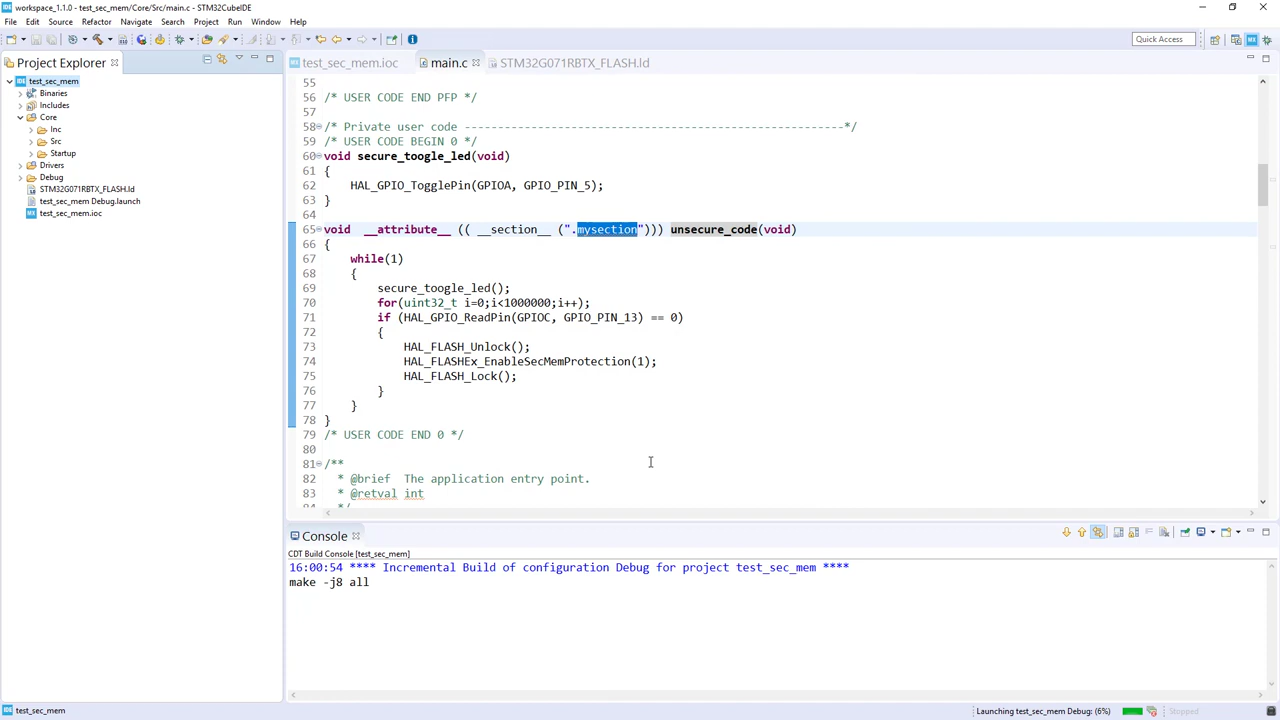 workspace_1.1.0 - test_sec_mem/Core/Src/main.c - STM32CubeIDE
File Edit Source Refactor Navigate Search Project Run Window Help
Quick Access
Project Explorer
test_sec_mem
Binaries
Includes
Core
Inc
Src
Startup
Drivers
Debug
STM32G071RBTX_FLASH.ld
test_sec_mem Debug.launch
test_sec_mem.ioc
test_sec_mem.ioc main.c STM32G071RBTX_FLASH.ld
55
56 /* USER CODE END PFP */
57
58 /* Private user code ---------------------------------------------------------*/
59 /* USER CODE BEGIN 0 */
60 void secure_toogle_led(void)
61 {
62 HAL_GPIO_TogglePin(GPIOA, GPIO_PIN_5);
63 }
64
65 void __attribute__ (( __section__ (".mysection"))) unsecure_code(void)
66 {
67 while(1)
68 {
69 secure_toogle_led();
70 for(uint32_t i=0;i<1000000;i++);
71 if (HAL_GPIO_ReadPin(GPIOC, GPIO_PIN_13) == 0)
72 {
73 HAL_FLASH_Unlock();
74 HAL_FLASHEx_EnableSecMemProtection(1);
75 HAL_FLASH_Lock();
76 }
77 }
78 }
79 /* USER CODE END 0 */
80
81 /**
82 * @brief The application entry point.
83 * @retval int
84 */
Console
CDT Build Console [test_sec_mem]
16:00:54 **** Incremental Build of configuration Debug for project test_sec_mem ****
make -j8 all
test_sec_mem
Launching test_sec_mem Debug: (6%)
Stopped